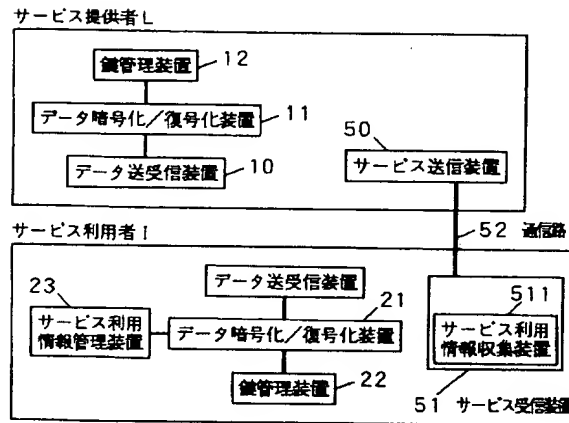 サービス提供者L
鍵管理装置
12
データ暗号化／復号化装置
11
データ送受信装置
10
50
サービス送信装置
52 通信路
サービス利用者I
データ送受信装置
23
サービス利用
情報管理装置
データ暗号化／復号化装置
21
鍵管理装置
22
511
サービス利用
情報収集装置
51 サービス受信装置